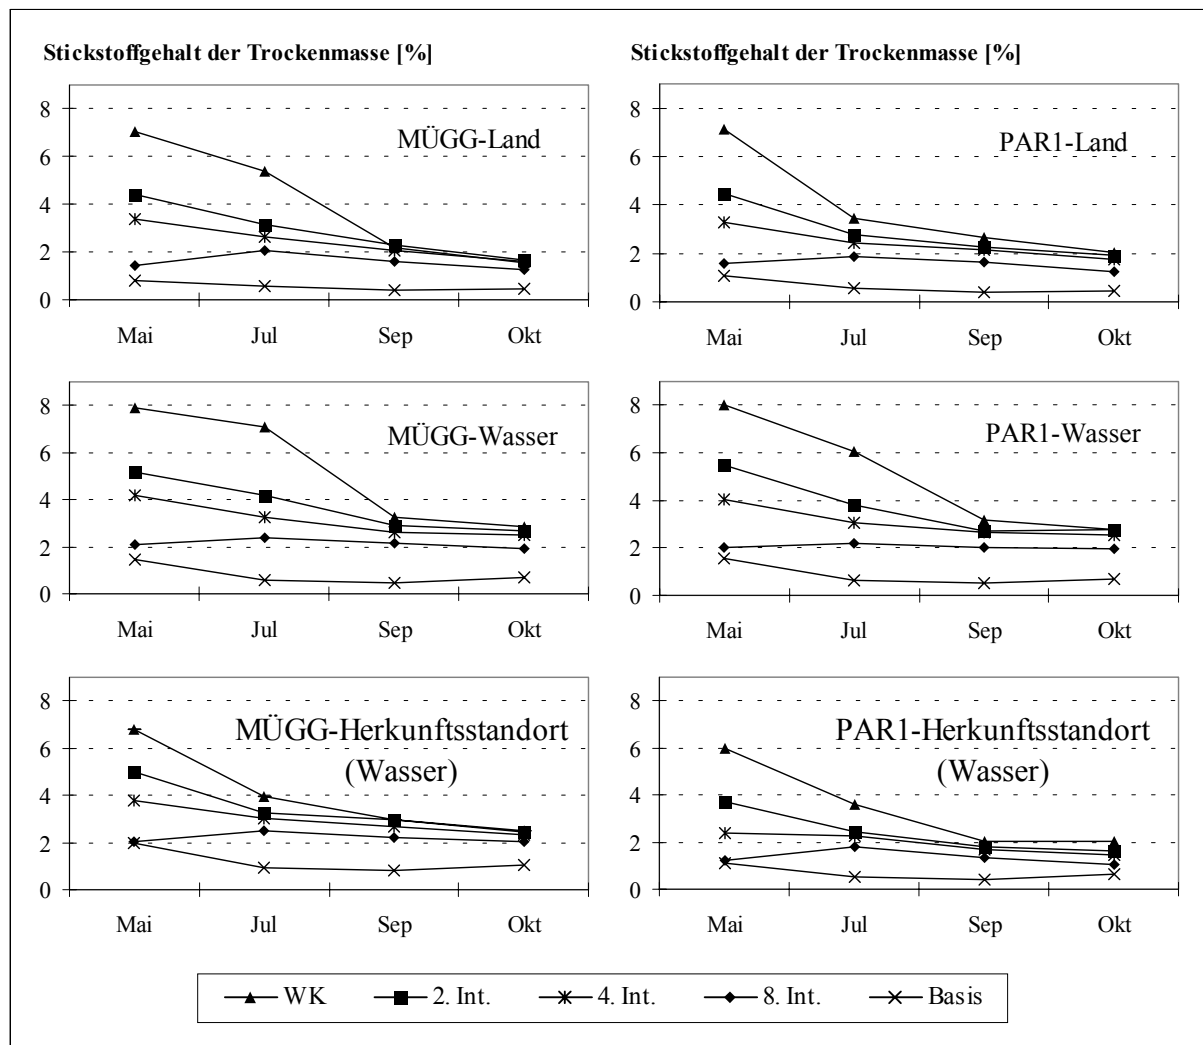 Stickstoffgehalt der Trockenmasse [%]
Stickstoffgehalt der Trockenmasse [%]
MÜGG-Land
8
6
4
2
0
Mai Jul Sep Okt
PAR1-Land
8
6
4
2
0
Mai Jul Sep Okt
MÜGG-Wasser
8
6
4
2
0
Mai Jul Sep Okt
PAR1-Wasser
8
6
4
2
0
Mai Jul Sep Okt
MÜGG-Herkunftsstandort
(Wasser)
8
6
4
2
0
Mai Jul Sep Okt
PAR1-Herkunftsstandort
(Wasser)
8
6
4
2
0
Mai Jul Sep Okt
WK 2. Int. 4. Int. 8. Int. Basis